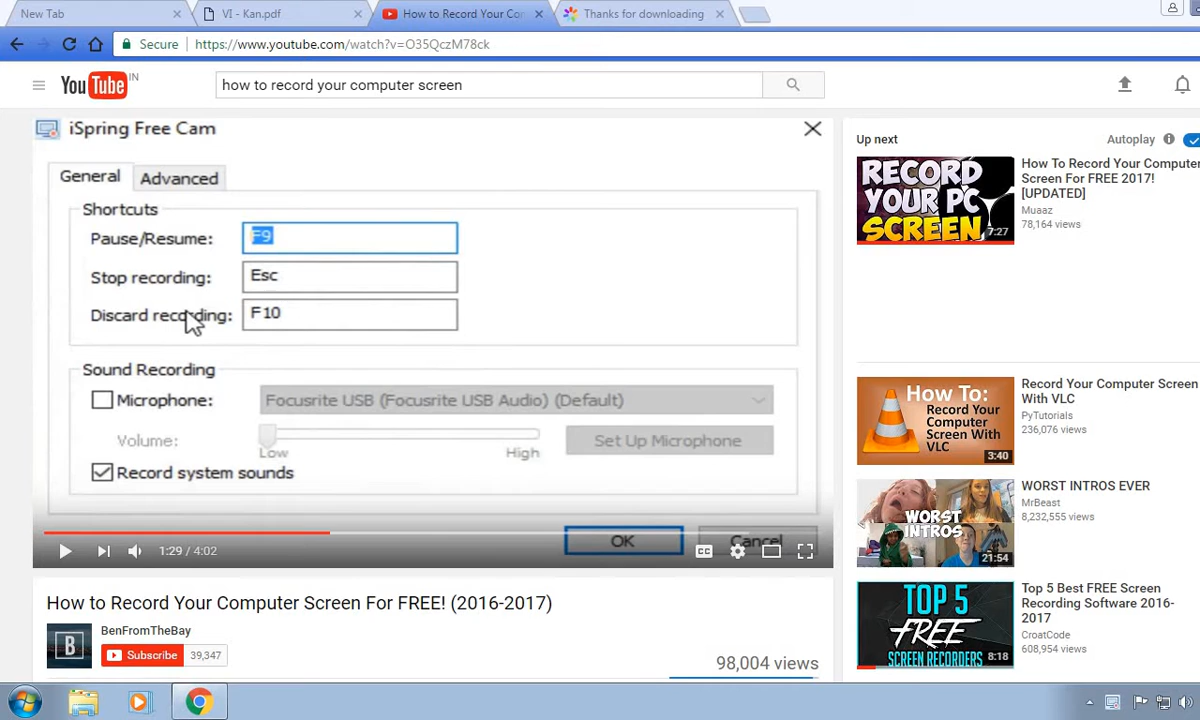 New Tab
VI - Kan.pdf
How to Record Your Con
Thanks for downloading
Secure
https://www.youtube.com/watch?v=O35QczM78ck
YouTube IN
how to record your computer screen
iSpring Free Cam
General
Advanced
Shortcuts
Pause/Resume: F9
Stop recording: Esc
Discard recording: F10
Sound Recording
Microphone: Focusrite USB (Focusrite USB Audio) (Default)
Volume:
Low
High
Set Up Microphone
Record system sounds
OK
Cancel
1:29 / 4:02
CC
How to Record Your Computer Screen For FREE! (2016-2017)
B
BenFromTheBay
Subscribe 39,347
98,004 views
Up next
Autoplay
RECORD
YOUR PC
SCREEN
7:27
How To Record Your Computer
Screen For FREE 2017!
[UPDATED]
Muaaz
78,164 views
How To:
Record Your
Computer
Screen With
VLC
3:40
Record Your Computer Screen
With VLC
PyTutorials
236,076 views
WORST
INTROS
21:54
WORST INTROS EVER
MrBeast
8,232,555 views
TOP 5
FREE
SCREEN RECORDERS
8:18
Top 5 Best FREE Screen
Recording Software 2016-
2017
CroatCode
608,954 views